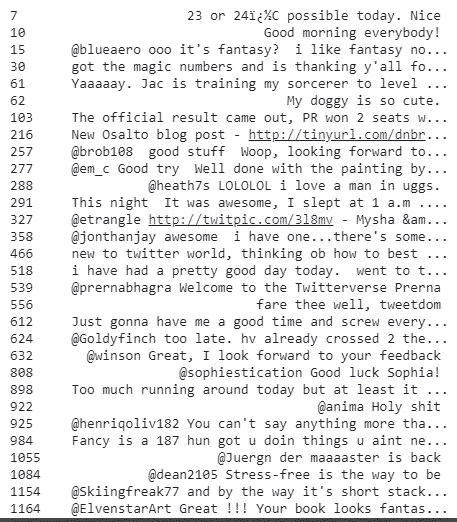 7 23 or 24ï¿½C possible today. Nice
10 Good morning everybody!
15 @blueaero ooo it's fantasy? i like fantasy no...
30 got the magic numbers and is thanking y'all fo...
61 Yaaaaay. Jac is training my sorcerer to level ...
62 My doggy is so cute.
103 The official result came out, PR won 2 seats w...
216 New Osalto blog post - http://tinyurl.com/dnbr...
257 @brob108 good stuff Woop, looking forward to...
277 @em_c Good try Well done with the painting by...
288 @heath7s LOLOLOL i love a man in uggs.
291 This night It was awesome, I slept at 1 a.m ....
327 @etrangle http://twitpic.com/3l8mv - Mysha &am...
358 @jonthanjay awesome i have one...there's some...
466 new to twitter world, thinking ob how to best ...
518 i have had a pretty good day today. went to t...
539 @prernabhagra Welcome to the Twitterverse Prerna
556 fare thee well, tweetdom
612 Just gonna have me a good time and screw every...
624 @Goldyfinch too late. hv already crossed 2 the...
632 @winson Great, I look forward to your feedback
808 @sophiestication Good luck Sophia!
898 Too much running around today but at least it ...
922 @anima Holy shit
925 @henriqoliv182 You can't say anything more tha...
984 Fancy is a 187 hun got u doin things u aint ne...
1055 @Juergn der maaaaster is back
1084 @dean2105 Stress-free is the way to be
1154 @Skiingfreak77 and by the way it's short stack...
1164 @ElvenstarArt Great !!! Your book looks fantas...